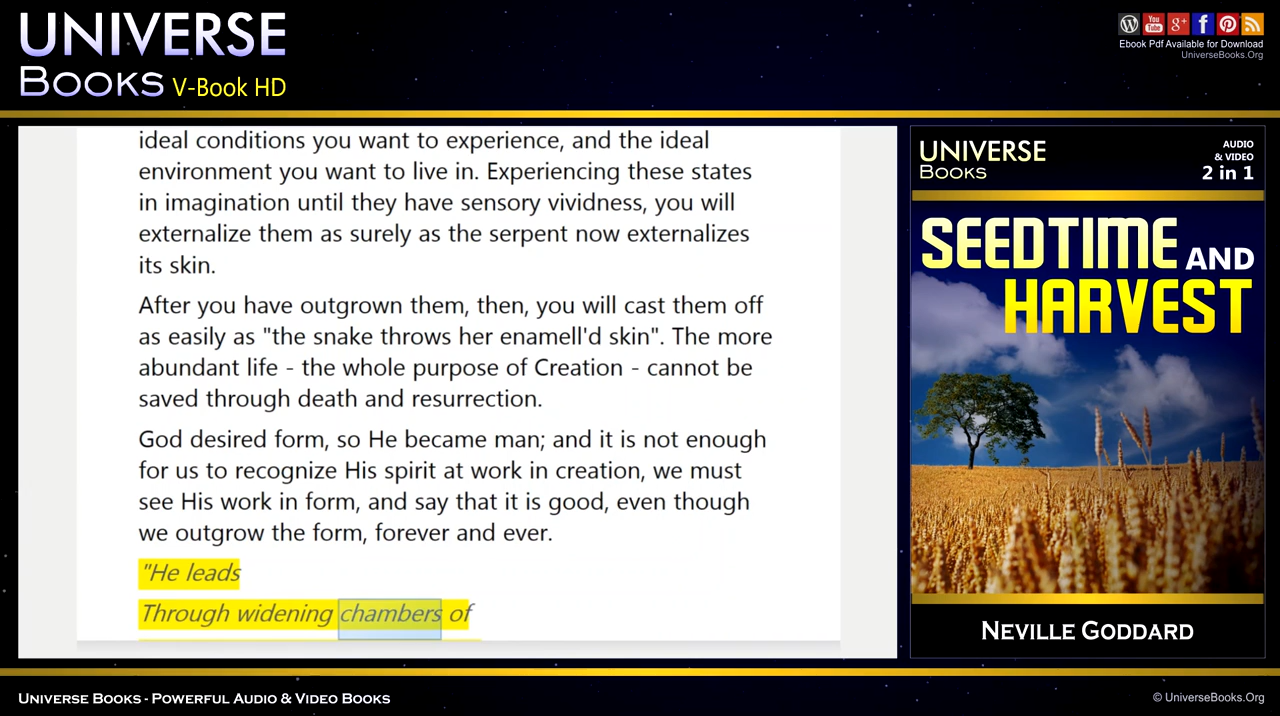 UNIVERSE
BOOKS V-Book HD
You
Tube
g+
f
Ebook Pdf Available for Download
UniverseBooks.Org
ideal conditions you want to experience, and the ideal
environment you want to live in. Experiencing these states
in imagination until they have sensory vividness, you will
externalize them as surely as the serpent now externalizes
its skin.
After you have outgrown them, then, you will cast them off
as easily as "the snake throws her enamell'd skin". The more
abundant life - the whole purpose of Creation - cannot be
saved through death and resurrection.
God desired form, so He became man; and it is not enough
for us to recognize His spirit at work in creation, we must
see His work in form, and say that it is good, even though
we outgrow the form, forever and ever.
"He leads
Through widening chambers of
UNIVERSE
BOOKS
AUDIO
& VIDEO
2 in 1
SEEDTIME AND
HARVEST
NEVILLE GODDARD
UNIVERSE BOOKS - POWERFUL AUDIO & VIDEO BOOKS
© UniverseBooks.Org